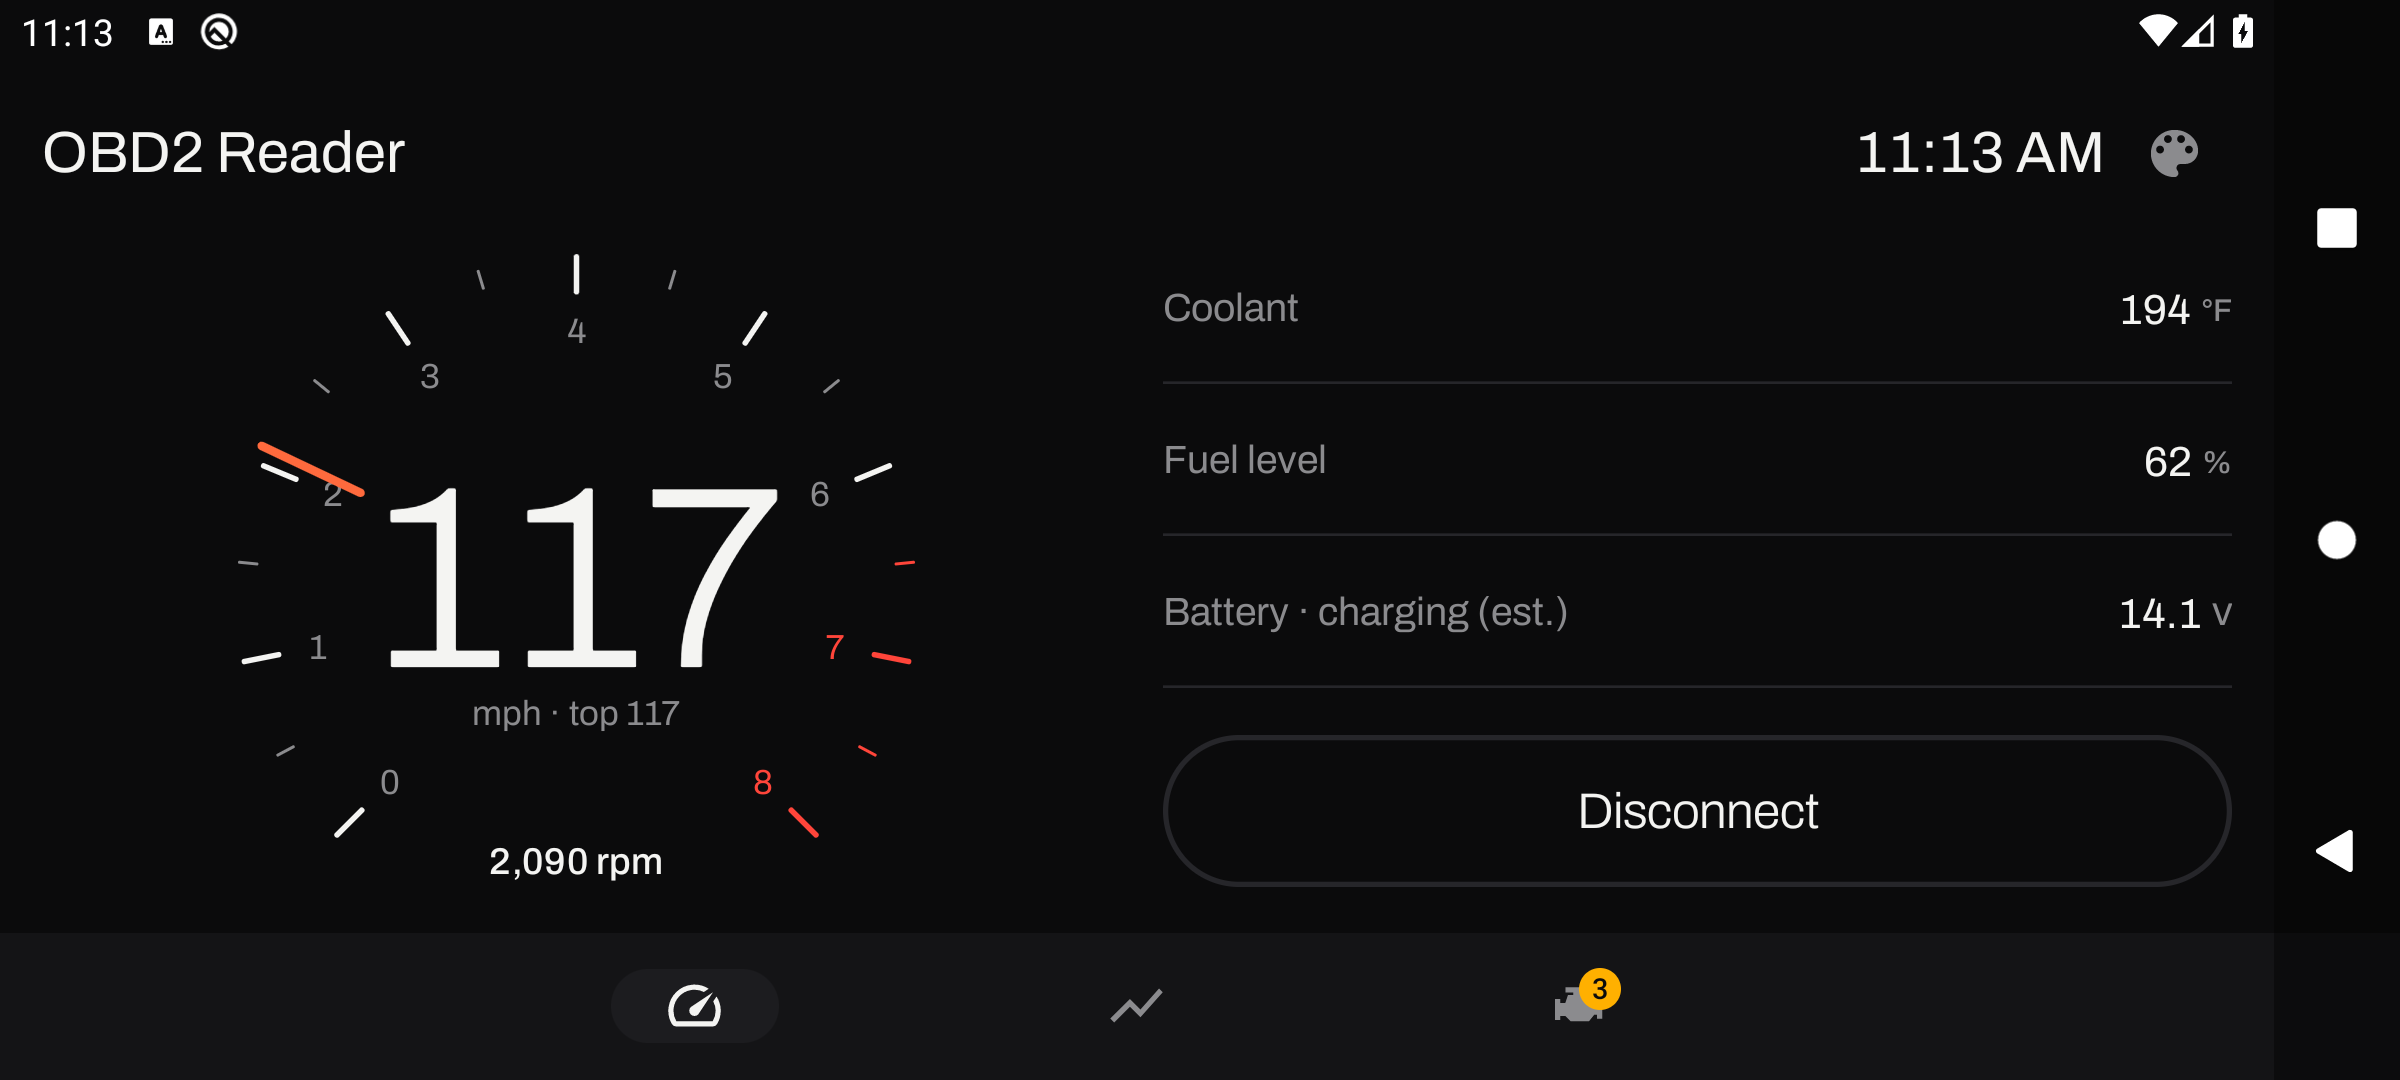 11:13
OBD2 Reader
11:13 AM
4
3
5
2
6
117
1
7
mph · top 117
0
8
2,090 rpm
Coolant
194 °F
Fuel level
62 %
Battery · charging (est.)
14.1 V
Disconnect
3